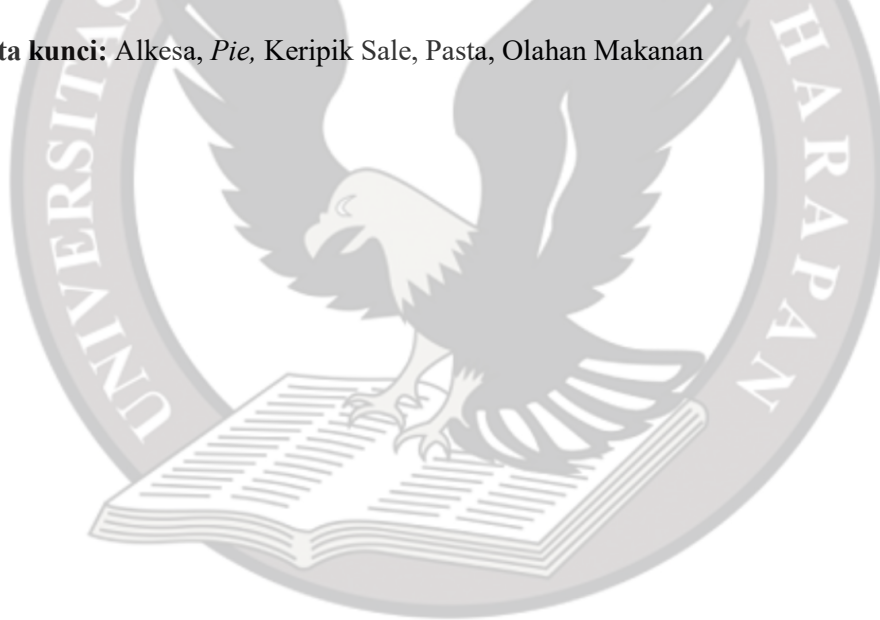 ta kunci: Alkesa, Pie, Keripik Sale, Pasta, Olahan Makanan
UNIVERSITAS
HARAPAN